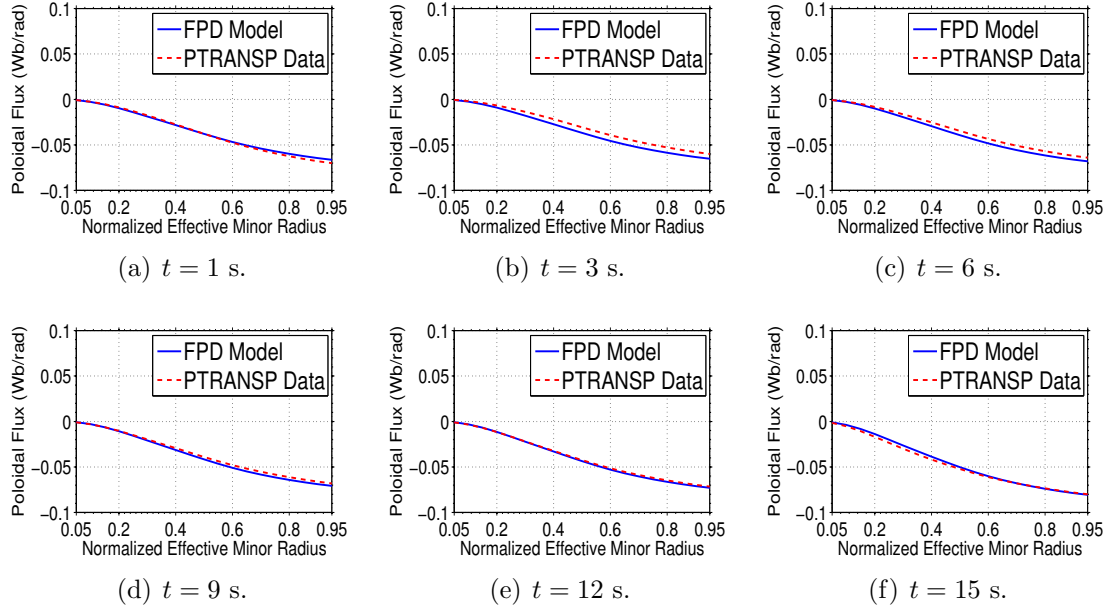 0.1
0.05
0
−0.05
−0.1
Poloidal Flux (Wb/rad)
FPD Model
PTRANSP Data
0.05 0.2 0.4 0.6 0.8 0.95
Normalized Effective Minor Radius
(a) t = 1 s.
0.1
0.05
0
−0.05
−0.1
Poloidal Flux (Wb/rad)
FPD Model
PTRANSP Data
0.05 0.2 0.4 0.6 0.8 0.95
Normalized Effective Minor Radius
(b) t = 3 s.
0.1
0.05
0
−0.05
−0.1
Poloidal Flux (Wb/rad)
FPD Model
PTRANSP Data
0.05 0.2 0.4 0.6 0.8 0.95
Normalized Effective Minor Radius
(c) t = 6 s.
0.1
0.05
0
−0.05
−0.1
Poloidal Flux (Wb/rad)
FPD Model
PTRANSP Data
0.05 0.2 0.4 0.6 0.8 0.95
Normalized Effective Minor Radius
(d) t = 9 s.
0.1
0.05
0
−0.05
−0.1
Poloidal Flux (Wb/rad)
FPD Model
PTRANSP Data
0.05 0.2 0.4 0.6 0.8 0.95
Normalized Effective Minor Radius
(e) t = 12 s.
0.1
0.05
0
−0.05
−0.1
Poloidal Flux (Wb/rad)
FPD Model
PTRANSP Data
0.05 0.2 0.4 0.6 0.8 0.95
Normalized Effective Minor Radius
(f) t = 15 s.